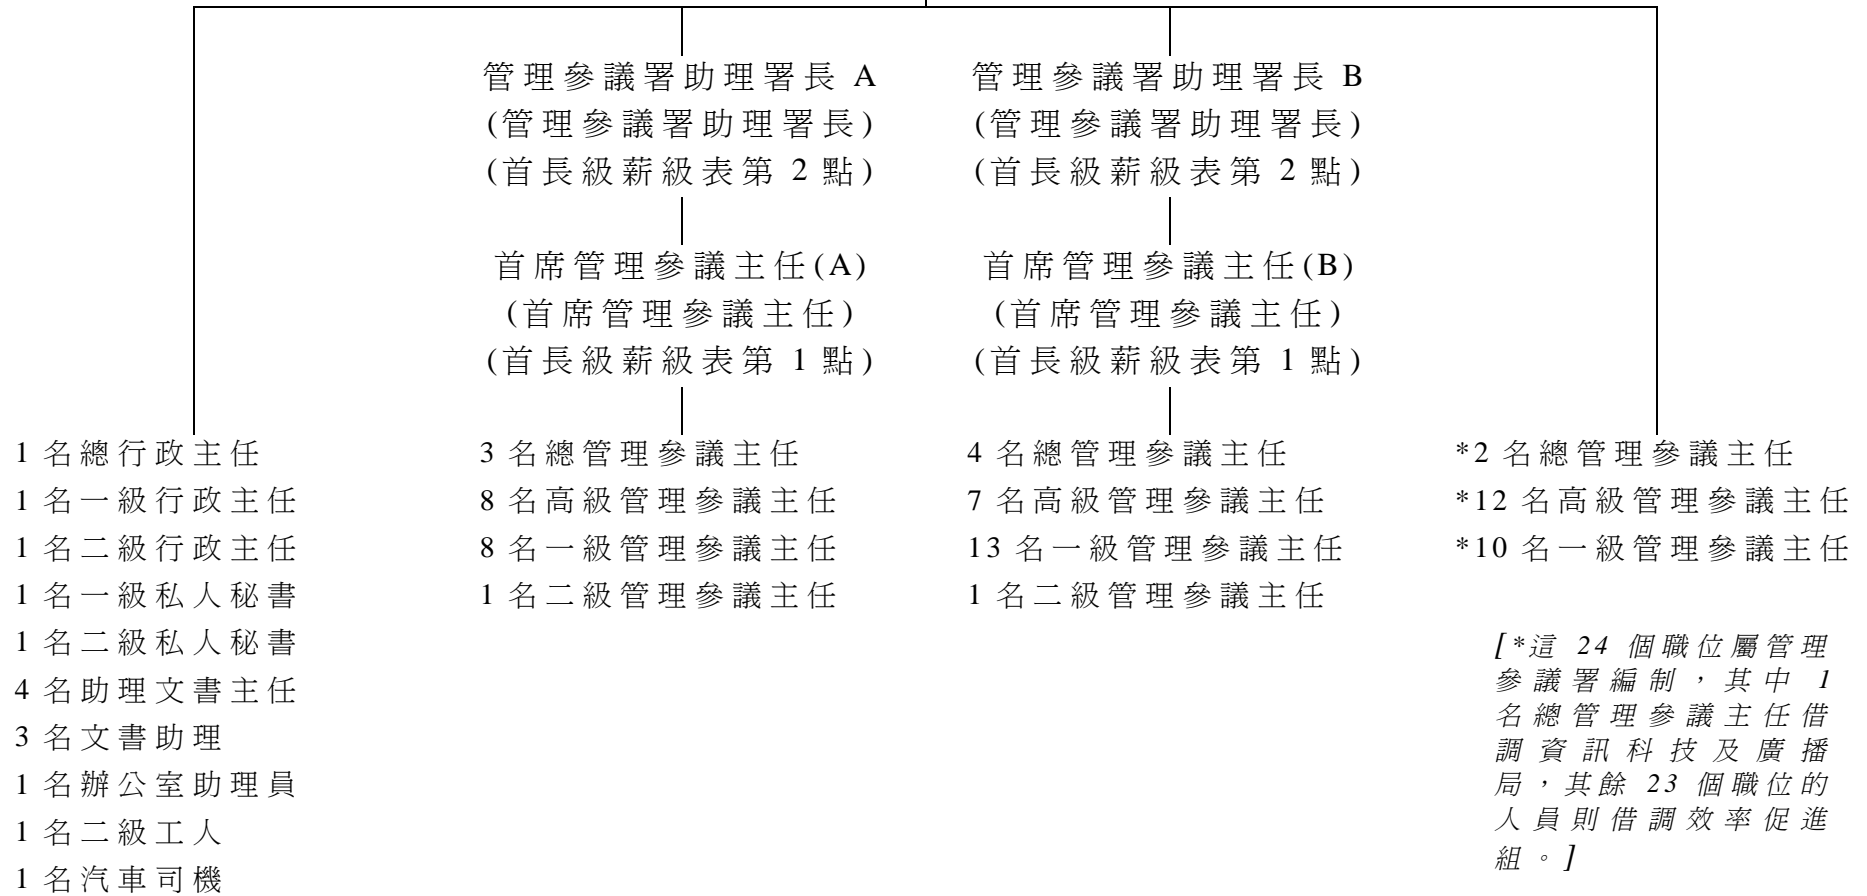 管理參議署助理署長 A
(管理參議署助理署長)
(首長級薪級表第 2 點)
首席管理參議主任(A)
(首席管理參議主任)
(首長級薪級表第 1 點)
管理參議署助理署長 B
(管理參議署助理署長)
(首長級薪級表第 2 點)
首席管理參議主任(B)
(首席管理參議主任)
(首長級薪級表第 1 點)
1 名總行政主任
1 名一級行政主任
1 名二級行政主任
1 名一級私人秘書
1 名二級私人秘書
4 名助理文書主任
3 名文書助理
1 名辦公室助理員
1 名二級工人
1 名汽車司機
3 名總管理參議主任
8 名高級管理參議主任
8 名一級管理參議主任
1 名二級管理參議主任
4 名總管理參議主任
7 名高級管理參議主任
13 名一級管理參議主任
1 名二級管理參議主任
*2 名總管理參議主任
*12 名高級管理參議主任
*10 名一級管理參議主任
[*這 24 個職位屬管理
參議署編制，其中 1
名總管理參議主任借
調資訊科技及廣播
局，其餘 23 個職位的
人員則借調效率促進
組。]